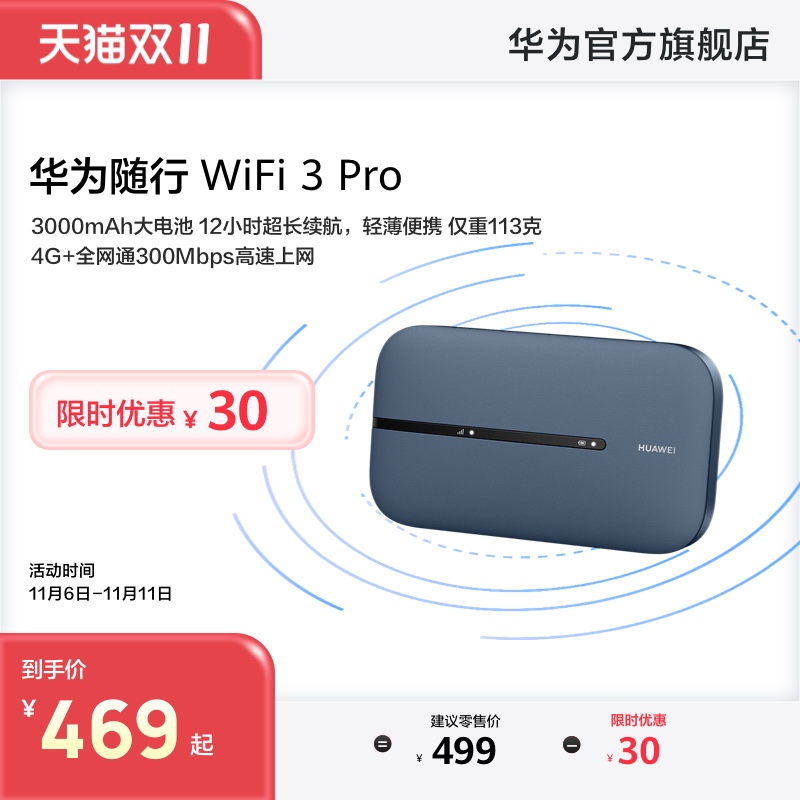 天猫双11
华为官方旗舰店
华为随行 WiFi 3 Pro
3000mAh大电池 12小时超长续航，轻薄便携 仅重113克
4G+全网通300Mbps高速上网
限时优惠 ¥ 30
HUAWEI
活动时间
11月6日-11月11日
到手价
¥ 469 起
=
建议零售价
¥ 499
-
限时优惠
¥ 30